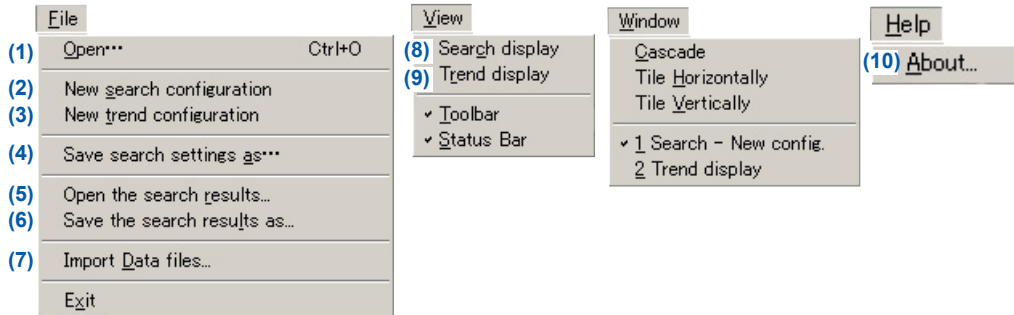 File
(1) Open… Ctrl+O
(2) New search configuration
(3) New trend configuration
(4) Save search settings as…
(5) Open the search results...
(6) Save the search results as...
(7) Import Data files...
Exit
View
(8) Search display
(9) Trend display
✓ Toolbar
✓ Status Bar
Window
Cascade
Tile Horizontally
Tile Vertically
✓ 1 Search - New config.
2 Trend display
Help
(10) About...